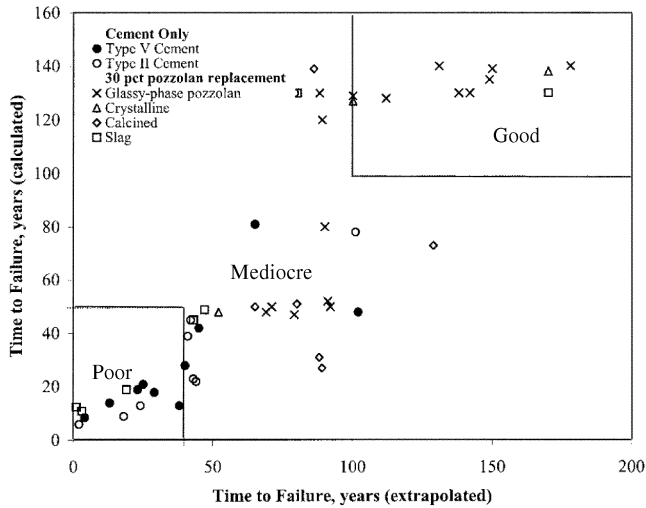 160
140
120
100
80
60
40
20
0
Time to Failure, years (calculated)
Cement Only
Type V Cement
Type II Cement
30 pct pozzolan replacement
Glassy-phase pozzolan
Crystalline
Calcined
Slag
Good
Mediocre
Poor
0 50 100 150 200
Time to Failure, years (extrapolated)